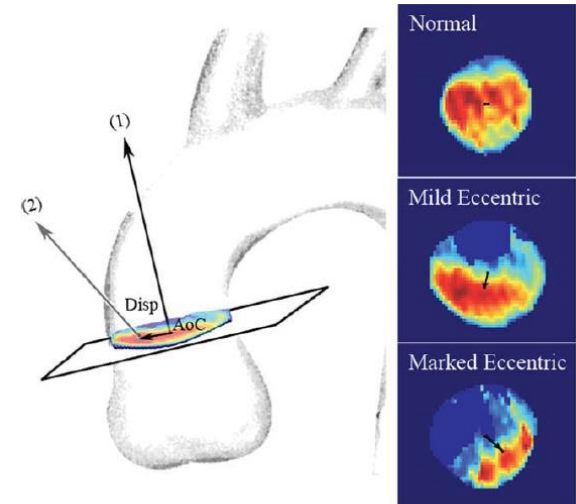 (1)
(2)
Disp
AoC
Normal
Mild Eccentric
Marked Eccentric